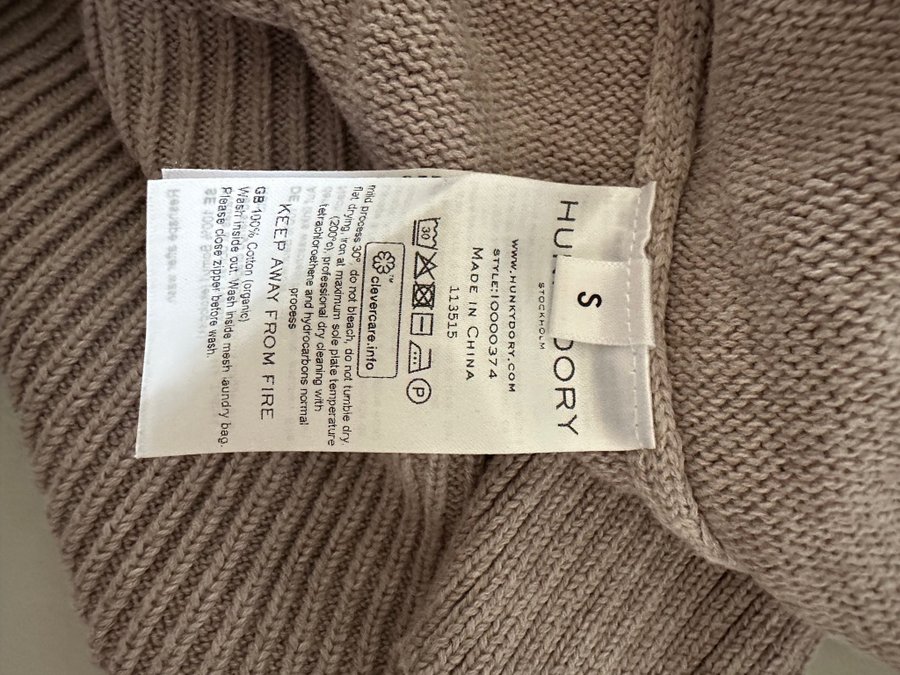 HUN DORY
STOCKHOLM
S
WWW.HUNKYDORY.COM
STYLE:10000374
MADE IN CHINA
113515
30
P
clevercare.info™
mild process 30°, do not bleach, do not tumble dry,
flat drying, iron at maximum sole plate temperature
(200°c), professional dry cleaning with
tetrachloroethene and hydrocarbons normal
process
KEEP AWAY FROM FIRE
GB 100% Cotton (organic)
Wash inside out. Wash inside mesh laundry bag.
Please close zipper before wash.